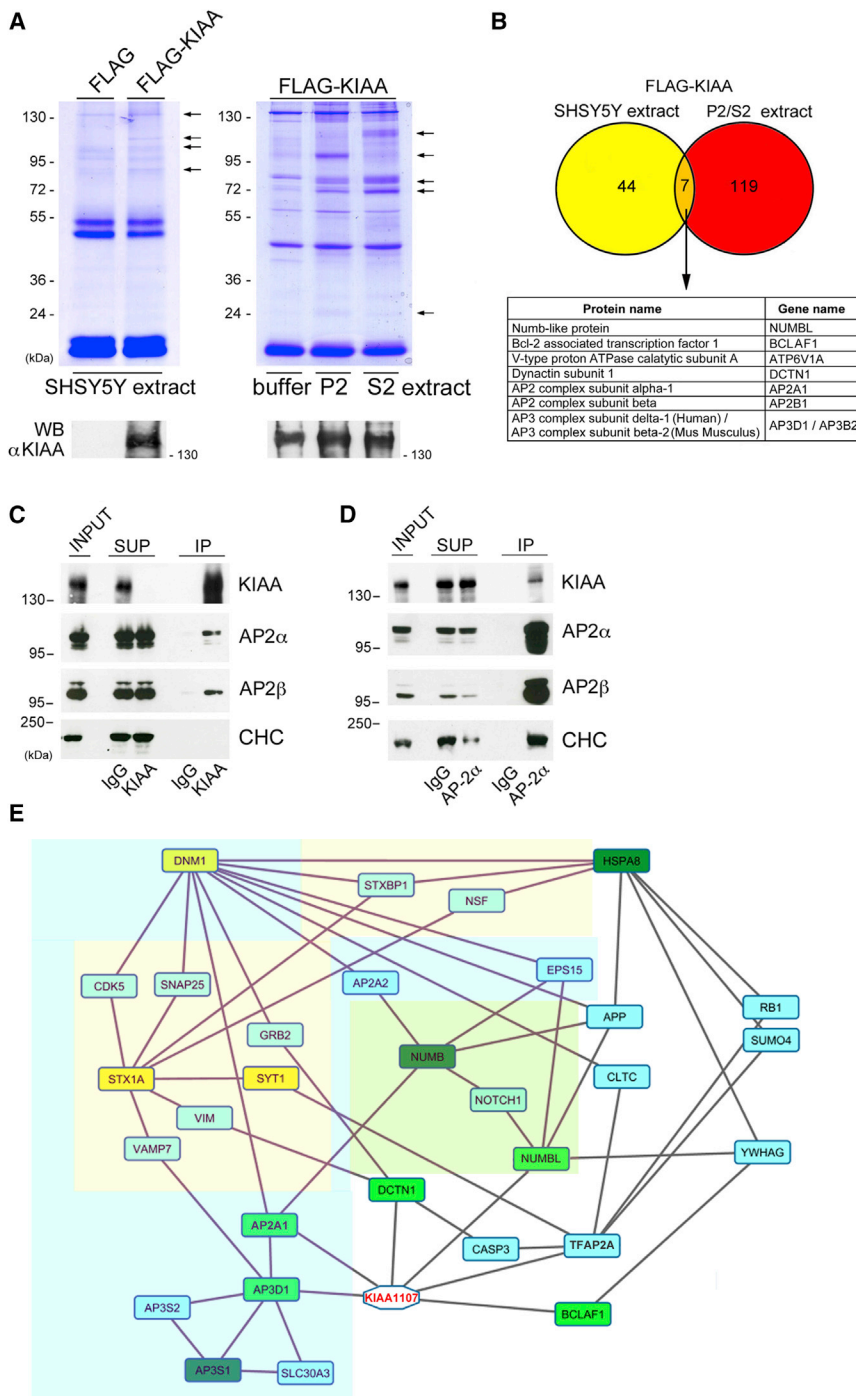 A
FLAG
FLAG-KIAA
130 -
95 -
72 -
55 -
36 -
24 -
(kDa)
SHSY5Y extract
WB
αKIAA
- 130
FLAG-KIAA
130 -
95 -
72 -
55 -
36 -
24 -
buffer P2 S2 extract
- 130
B
FLAG-KIAA
SHSY5Y extract P2/S2 extract
44 7 119
Protein name Gene name
Numb-like protein NUMBL
Bcl-2 associated transcription factor 1 BCLAF1
V-type proton ATPase calatytic subunit A ATP6V1A
Dynactin subunit 1 DCTN1
AP2 complex subunit alpha-1 AP2A1
AP2 complex subunit beta AP2B1
AP3 complex subunit delta-1 (Human) /
AP3 complex subunit beta-2 (Mus Musculus) AP3D1 / AP3B2
C
INPUT SUP IP
130 – KIAA
95 – AP2α
95 – AP2β
250 –
CHC
(kDa)
IgG KIAA IgG KIAA
D
INPUT SUP IP
130 – KIAA
95 – AP2α
95 – AP2β
250 –
CHC
IgG AP-2α IgG AP-2α
E
DNM1
HSPA8
STXBP1
NSF
CDK5
SNAP25
AP2A2
EPS15
APP
RB1
GRB2
NUMB
SUMO4
STX1A
SYT1
CLTC
NOTCH1
VIM
VAMP7
NUMBL
YWHAG
DCTN1
AP2A1
CASP3
TFAP2A
AP3D1
KIAA1107
AP3S2
BCLAF1
AP3S1
SLC30A3